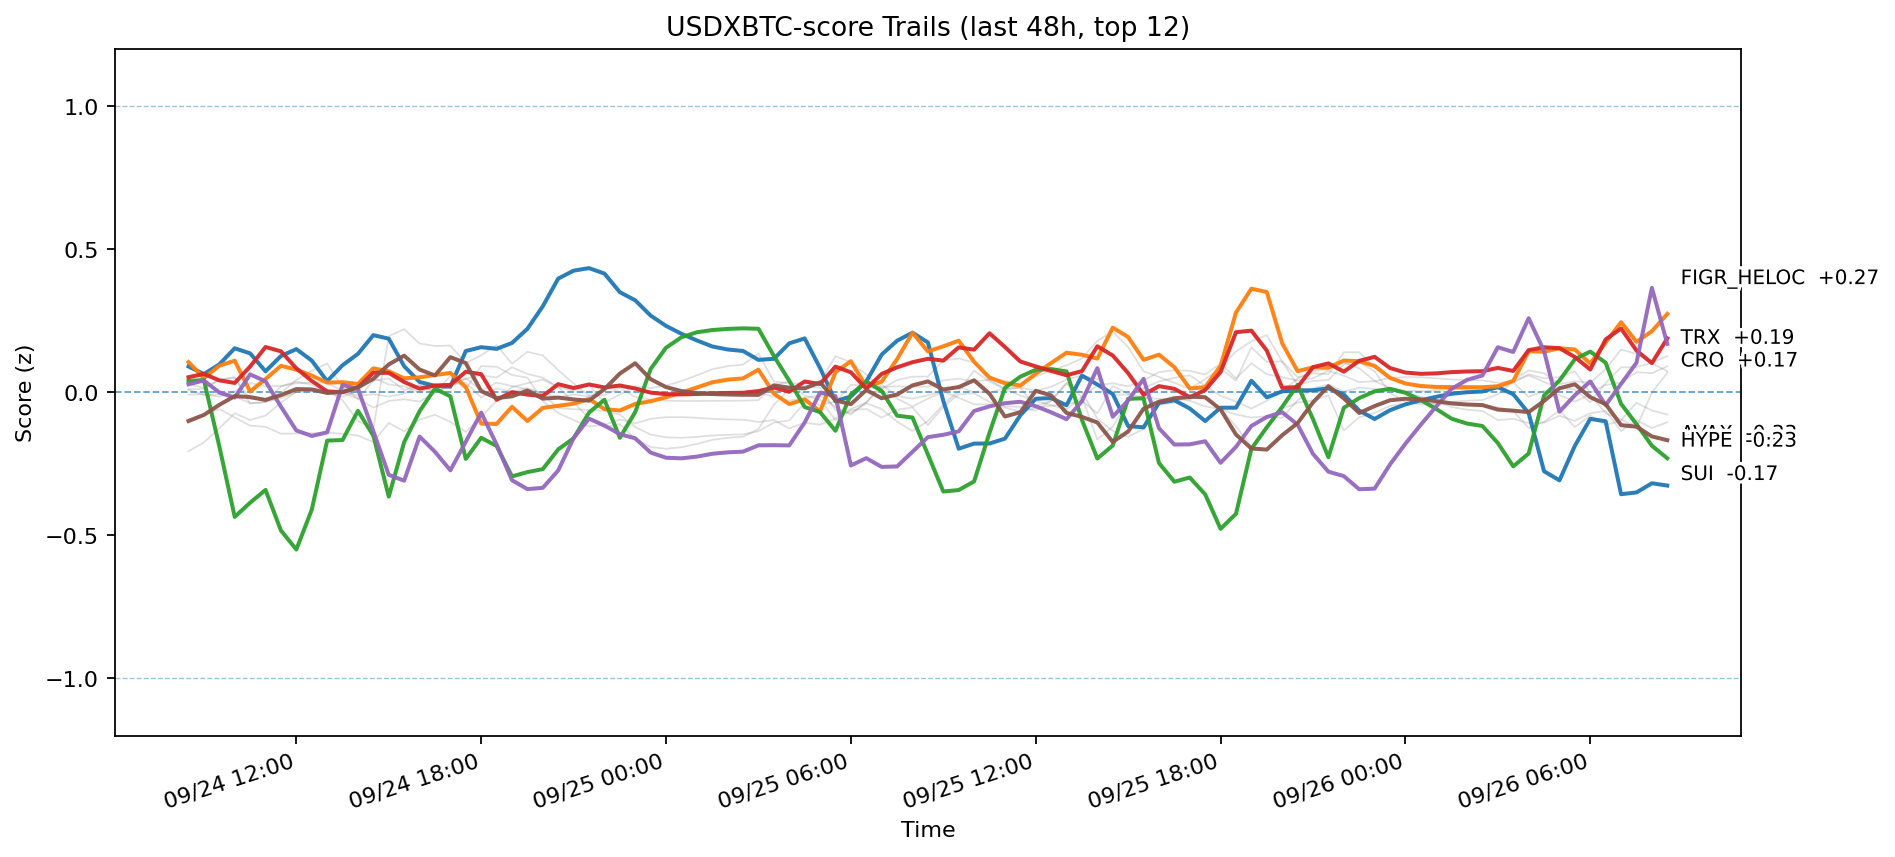 USDXBTC-score Trails (last 48h, top 12)
Score (z)
1.0
0.5
0.0
−0.5
−1.0
FIGR_HELOC +0.27
TRX +0.19
CRO +0.17
HYPE -0.23
SUI -0.17
09/24 12:00
09/24 18:00
09/25 00:00
09/25 06:00
09/25 12:00
09/25 18:00
09/26 00:00
09/26 06:00
Time